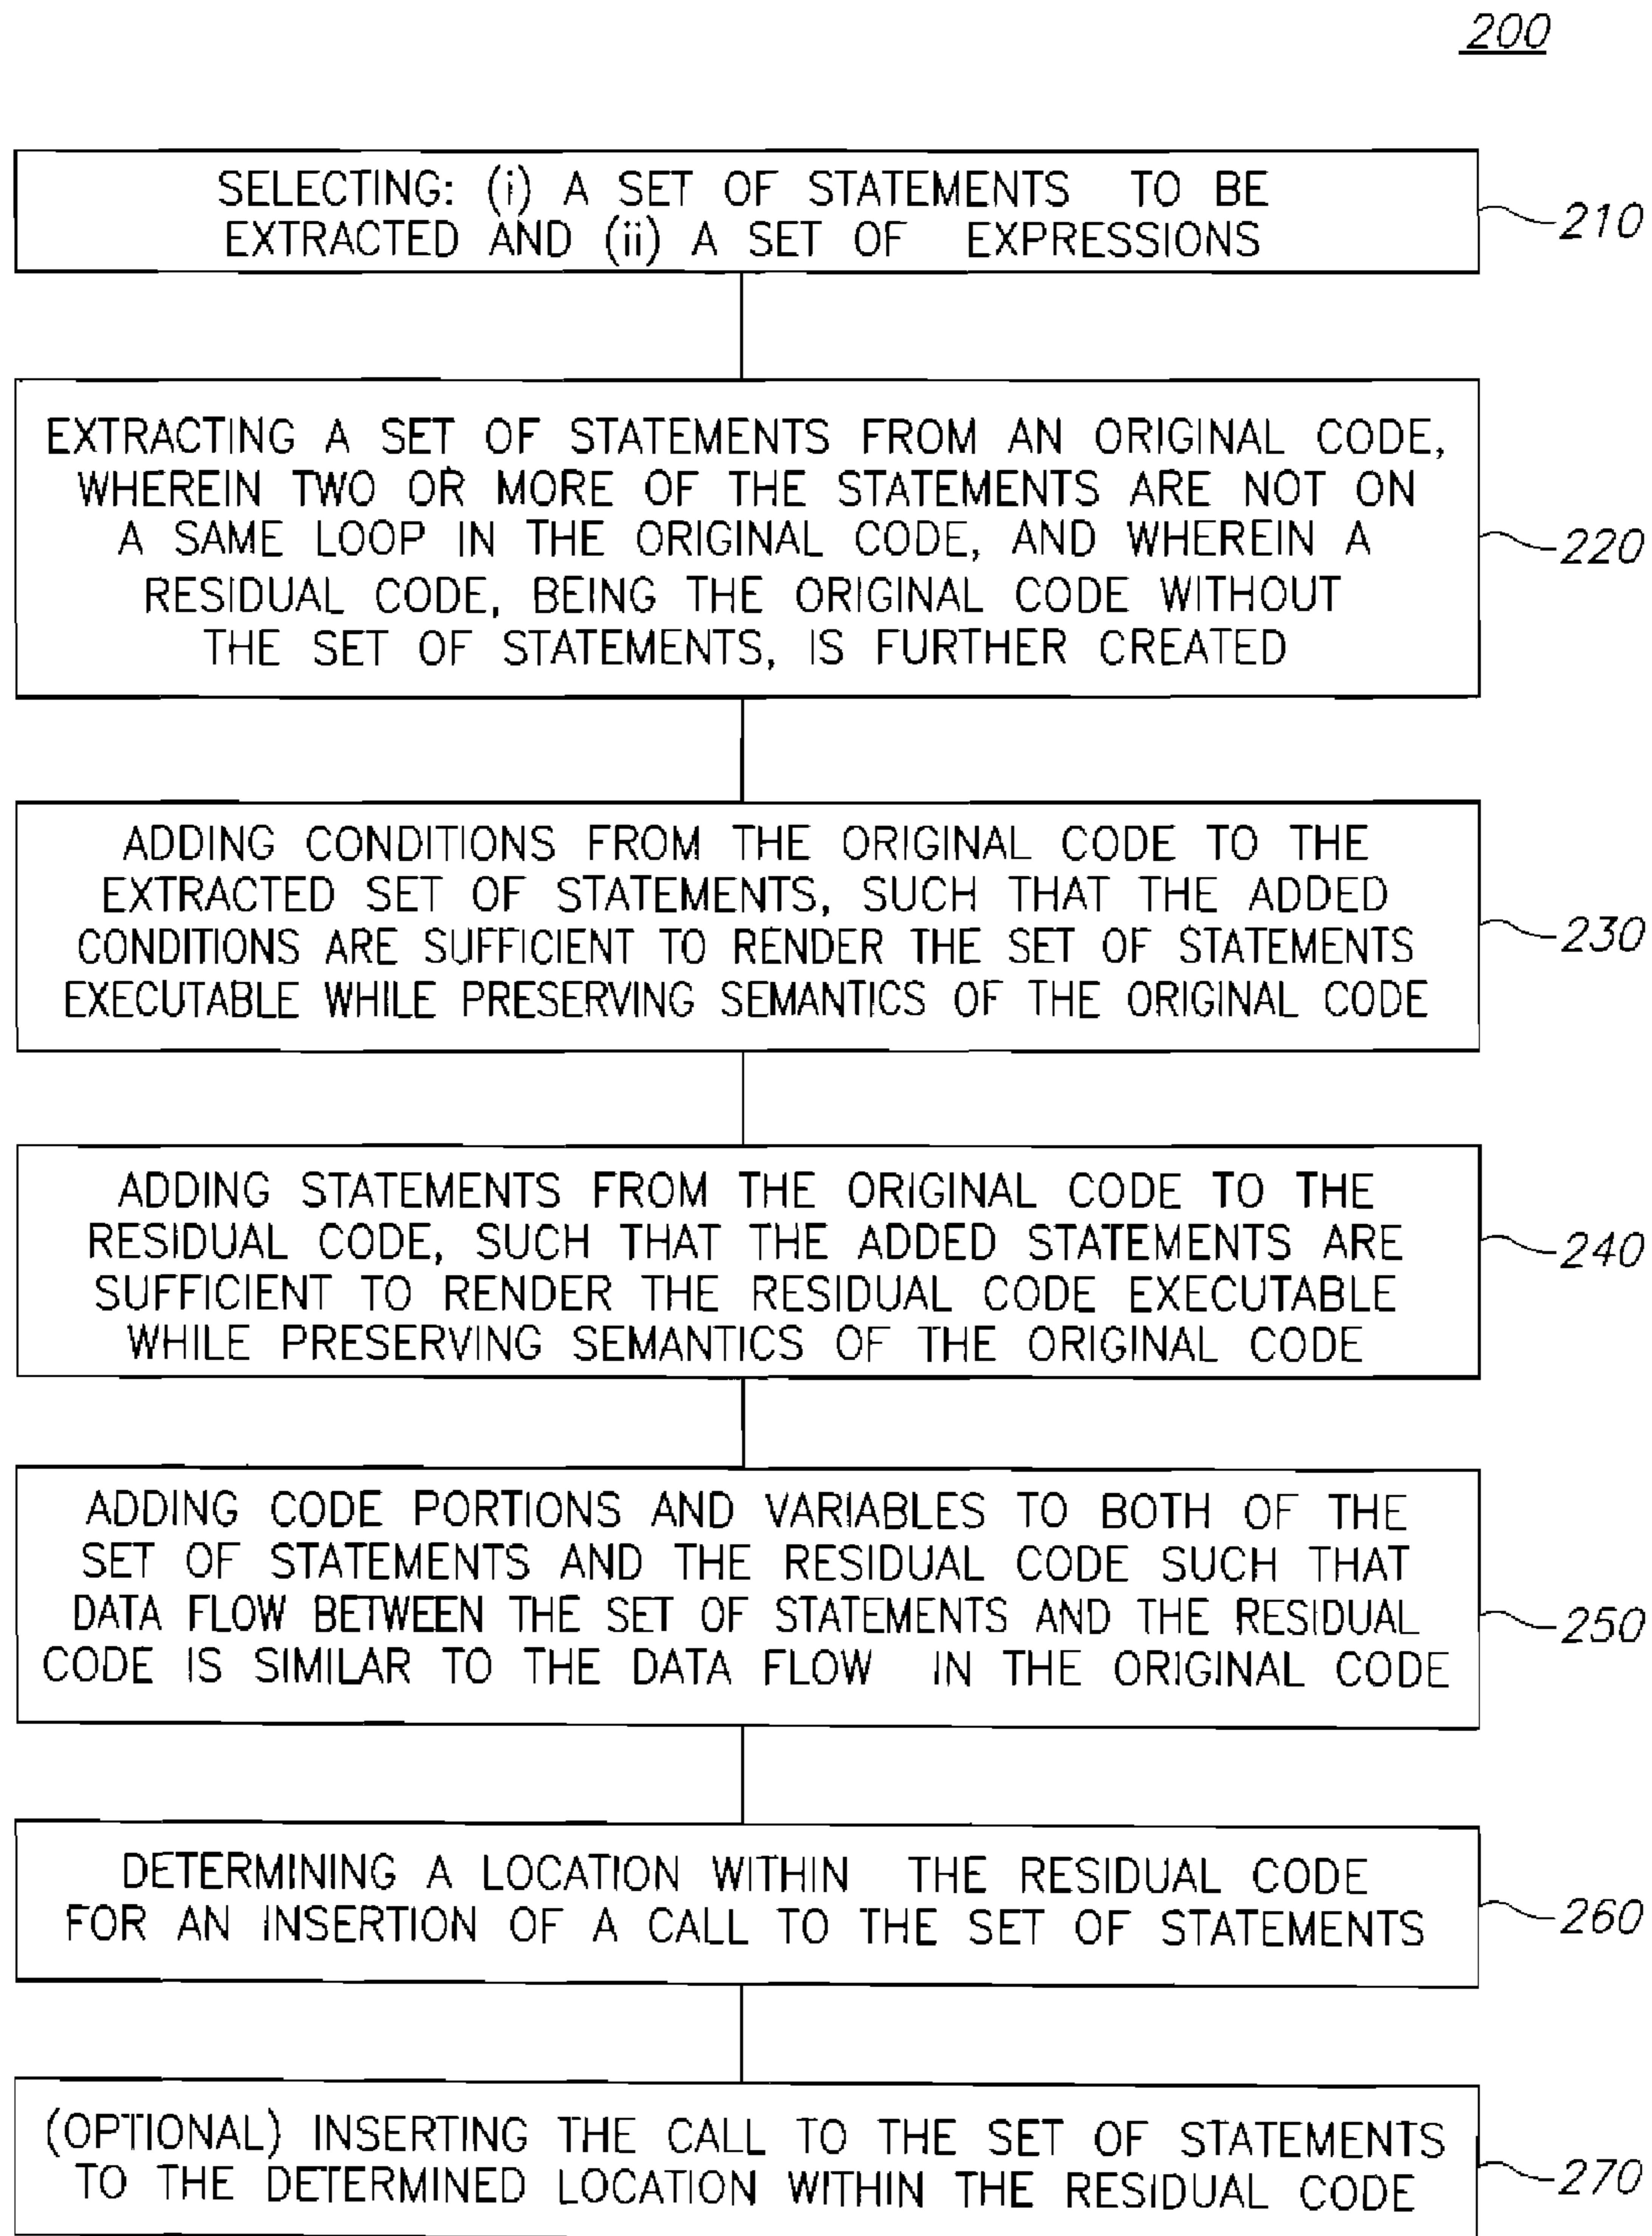 200
SELECTING: (i) A SET OF STATEMENTS TO BE
EXTRACTED AND (ii) A SET OF EXPRESSIONS
210
EXTRACTING A SET OF STATEMENTS FROM AN ORIGINAL CODE,
WHEREIN TWO OR MORE OF THE STATEMENTS ARE NOT ON
A SAME LOOP IN THE ORIGINAL CODE, AND WHEREIN A
RESIDUAL CODE, BEING THE ORIGINAL CODE WITHOUT
THE SET OF STATEMENTS, IS FURTHER CREATED
220
ADDING CONDITIONS FROM THE ORIGINAL CODE TO THE
EXTRACTED SET OF STATEMENTS, SUCH THAT THE ADDED
CONDITIONS ARE SUFFICIENT TO RENDER THE SET OF STATEMENTS
EXECUTABLE WHILE PRESERVING SEMANTICS OF THE ORIGINAL CODE
230
ADDING STATEMENTS FROM THE ORIGINAL CODE TO THE
RESIDUAL CODE, SUCH THAT THE ADDED STATEMENTS ARE
SUFFICIENT TO RENDER THE RESIDUAL CODE EXECUTABLE
WHILE PRESERVING SEMANTICS OF THE ORIGINAL CODE
240
ADDING CODE PORTIONS AND VARIABLES TO BOTH OF THE
SET OF STATEMENTS AND THE RESIDUAL CODE SUCH THAT
DATA FLOW BETWEEN THE SET OF STATEMENTS AND THE RESIDUAL
CODE IS SIMILAR TO THE DATA FLOW IN THE ORIGINAL CODE
250
DETERMINING A LOCATION WITHIN THE RESIDUAL CODE
FOR AN INSERTION OF A CALL TO THE SET OF STATEMENTS
260
(OPTIONAL) INSERTING THE CALL TO THE SET OF STATEMENTS
TO THE DETERMINED LOCATION WITHIN THE RESIDUAL CODE
270